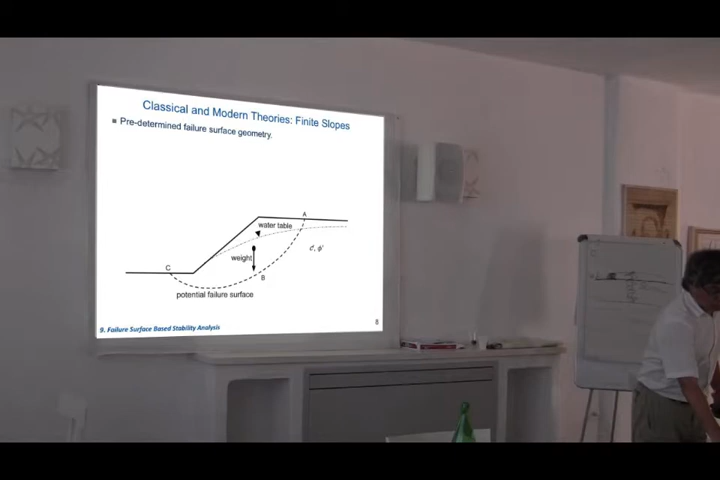 Classical and Modern Theories: Finite Slopes
Pre-determined failure surface geometry.
A
water table
c', φ'
weight
C
B
potential failure surface
9. Failure Surface Based Stability Analysis
8